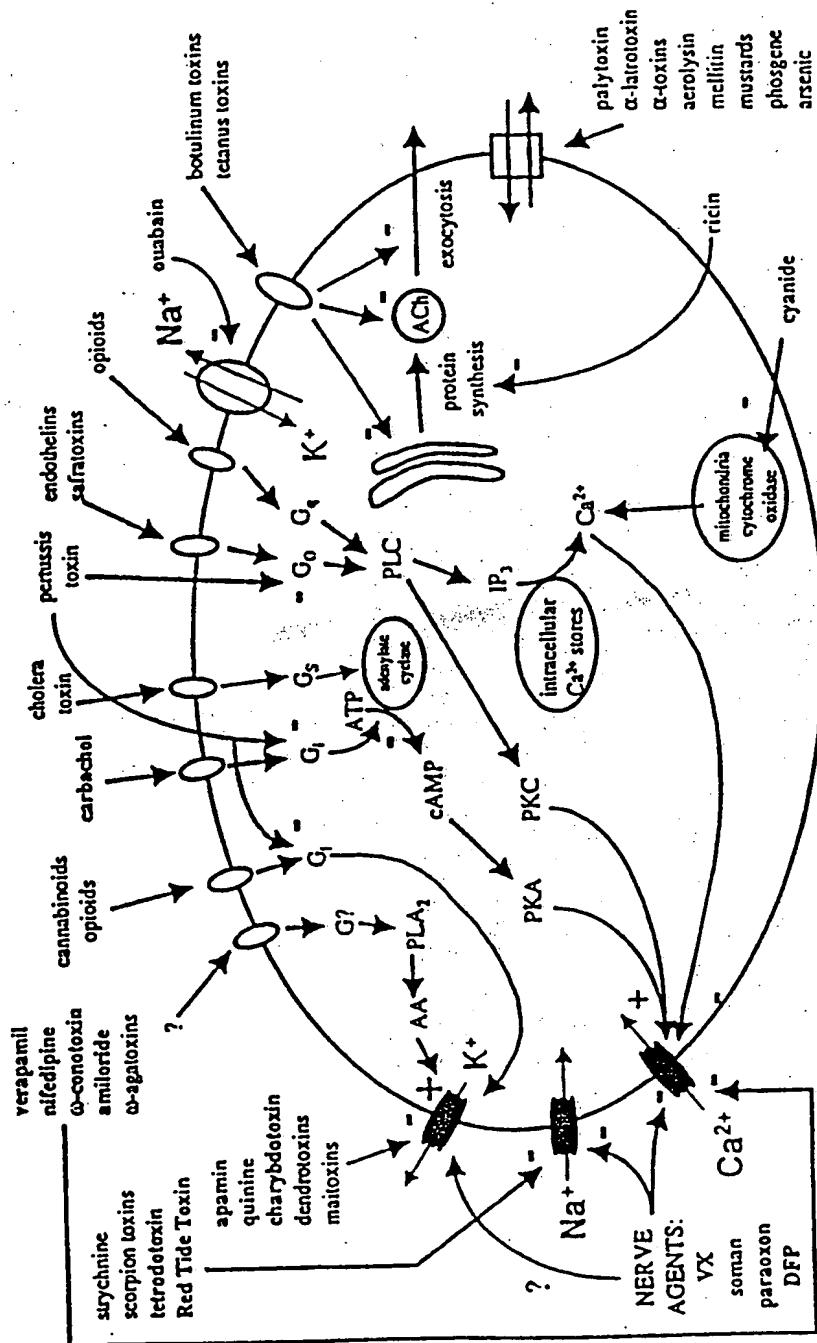 verapamil
nifedipine
ω-conotoxin
amiloride
ω-agatoxins
strychnine
scorpion toxins
tetrodotoxin
Red Tide Toxin
apamin
quinine
charybdotoxin
dendrotoxins
maitoxins
?
cannabinoids
opioids
carbachol
cholera
toxin
pertussis
toxin
endothelins
safratoxins
opioids
ouabain
Na⁺
K⁺
botulinum toxins
tetanus toxins
palytoxin
α-latrotoxin
α-toxins
aerolysin
mellitin
mustards
phosgene
arsenic
ricin
cyanide
G?
PLA₂
AA
+
-
K⁺
Gᵢ
-
Gᵢ
-
Gₛ
G₀
-
G
-
ATP
adenylate
cyclase
-
cAMP
PKA
PLC
PKC
IP₃
intracellular
Ca²⁺ stores
Ca²⁺
-
protein
synthesis
-
ACh
-
exocytosis
-
mitochondria
cytochrome
oxidase
-
Na⁺
-
-
+
-
-
-
Ca²⁺
?
NERVE
AGENTS:
VX
soman
paraoxon
DFP